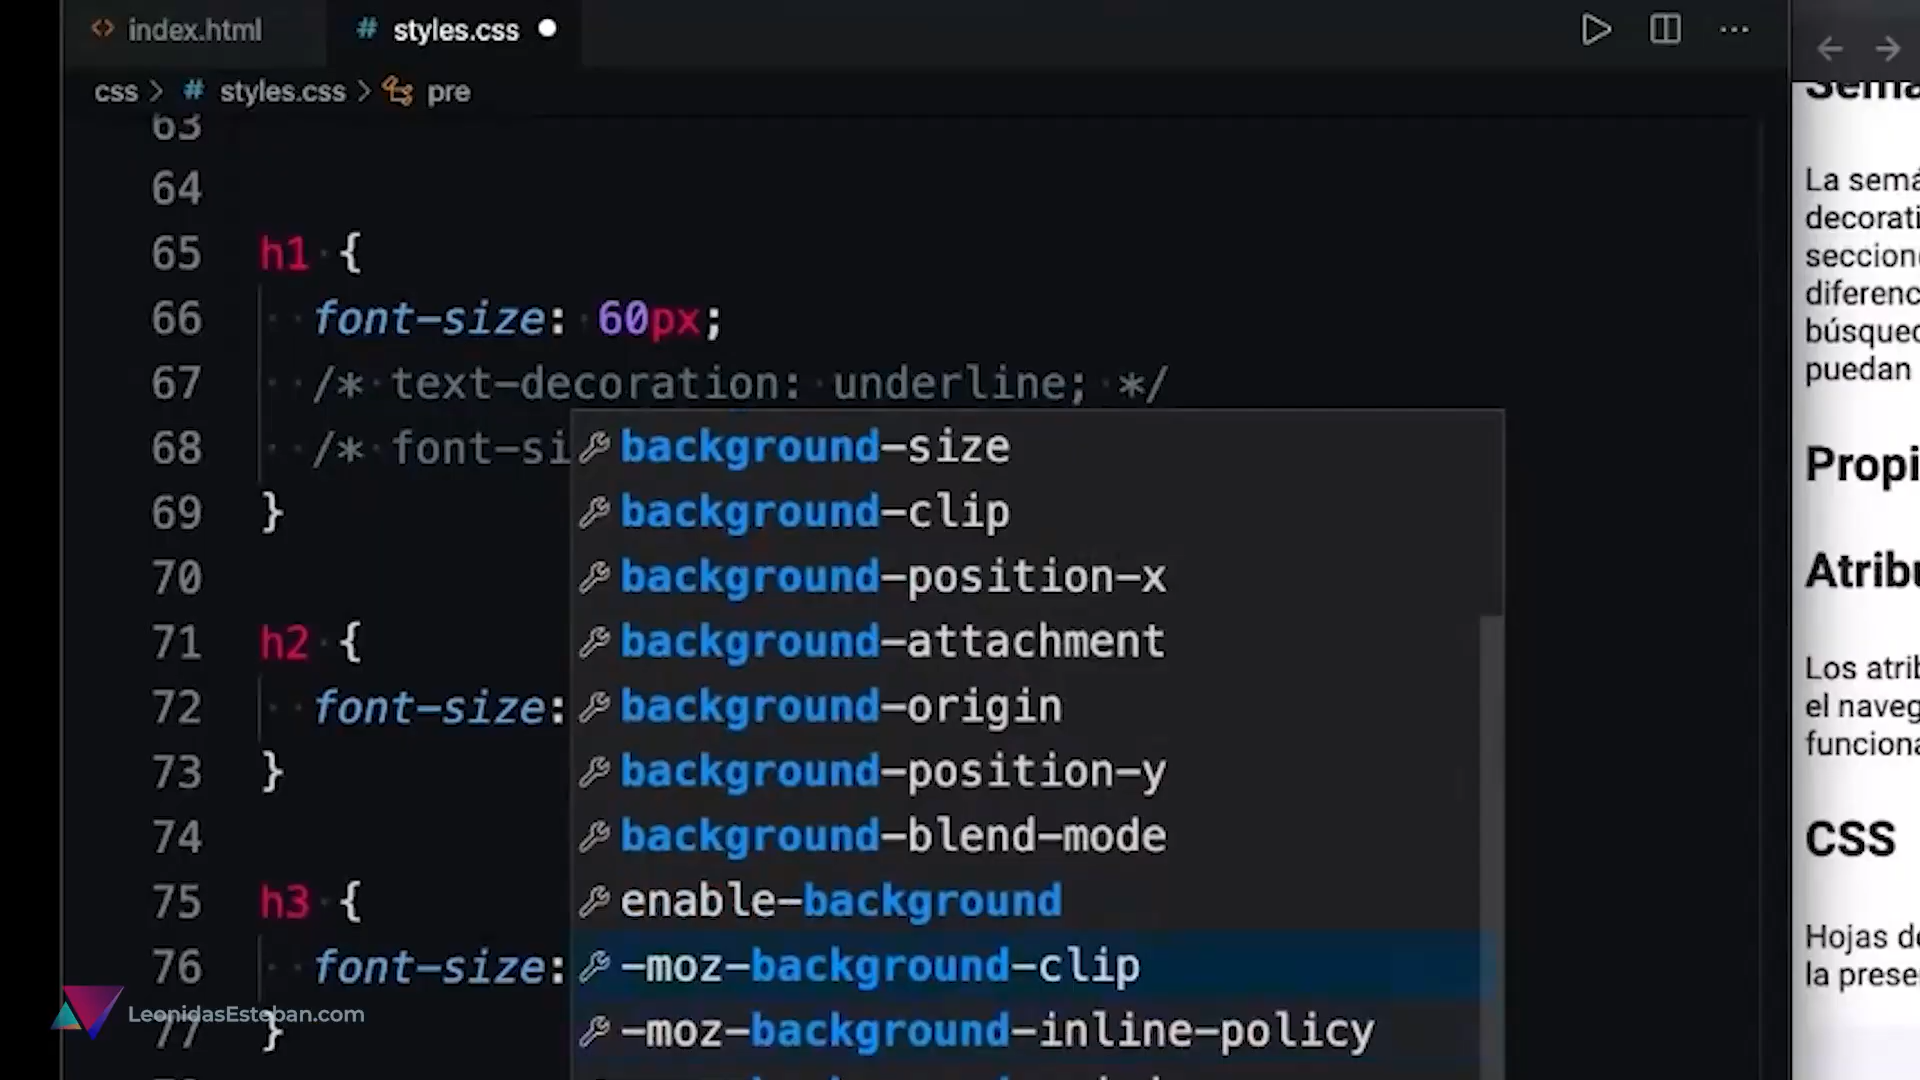 index.html
# styles.css
css > # styles.css > pre
63
64
65 h1 {
66 font-size: 60px;
67 /* text-decoration: underline; */
68 /* font-si
69 }
70
71 h2 {
72 font-size:
73 }
74
75 h3 {
76 font-size:
77 }
background-size
background-clip
background-position-x
background-attachment
background-origin
background-position-y
background-blend-mode
enable-background
-moz-background-clip
-moz-background-inline-policy
LeonidasEsteban.com
Sema
La semá
decorati
seccion
diferenc
búsqued
puedan
Propi
Atribu
Los atrib
el naveg
funciona
CSS
Hojas de
la prese